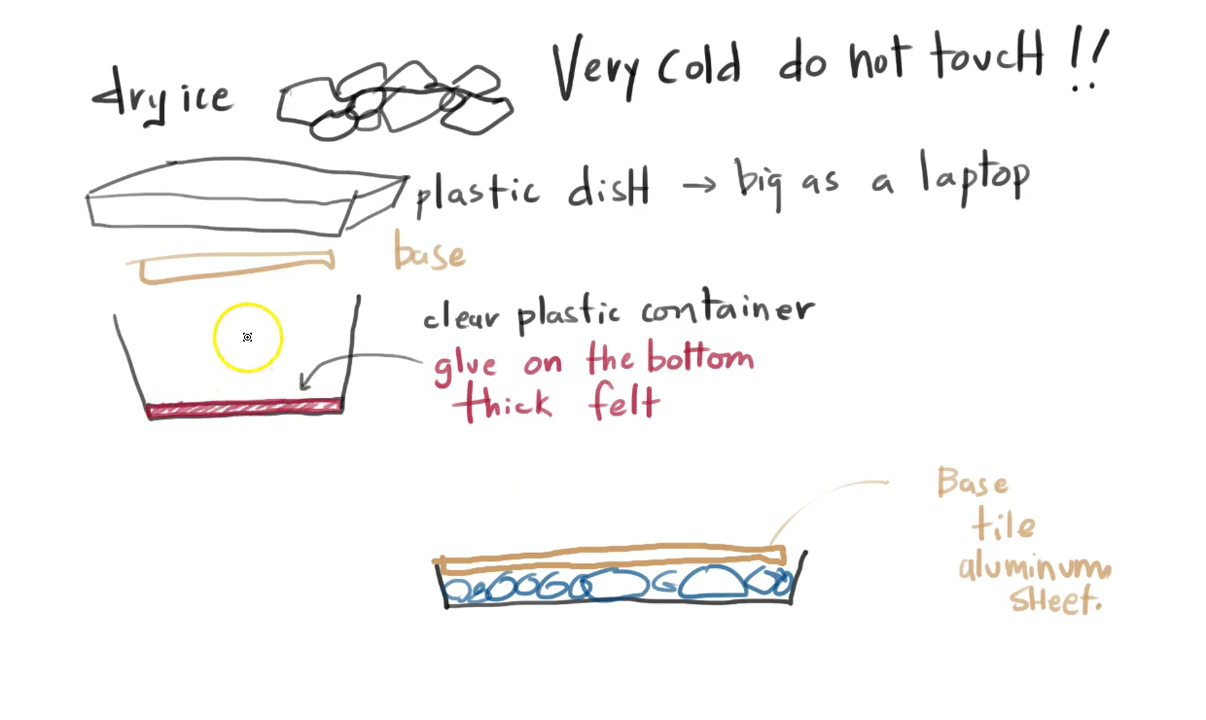 dry ice
Very cold do not toucH !!
plastic disH → big as a laptop
base
clear plastic container
glue on the bottom
thick felt
Base
tile
aluminum
SHeet.